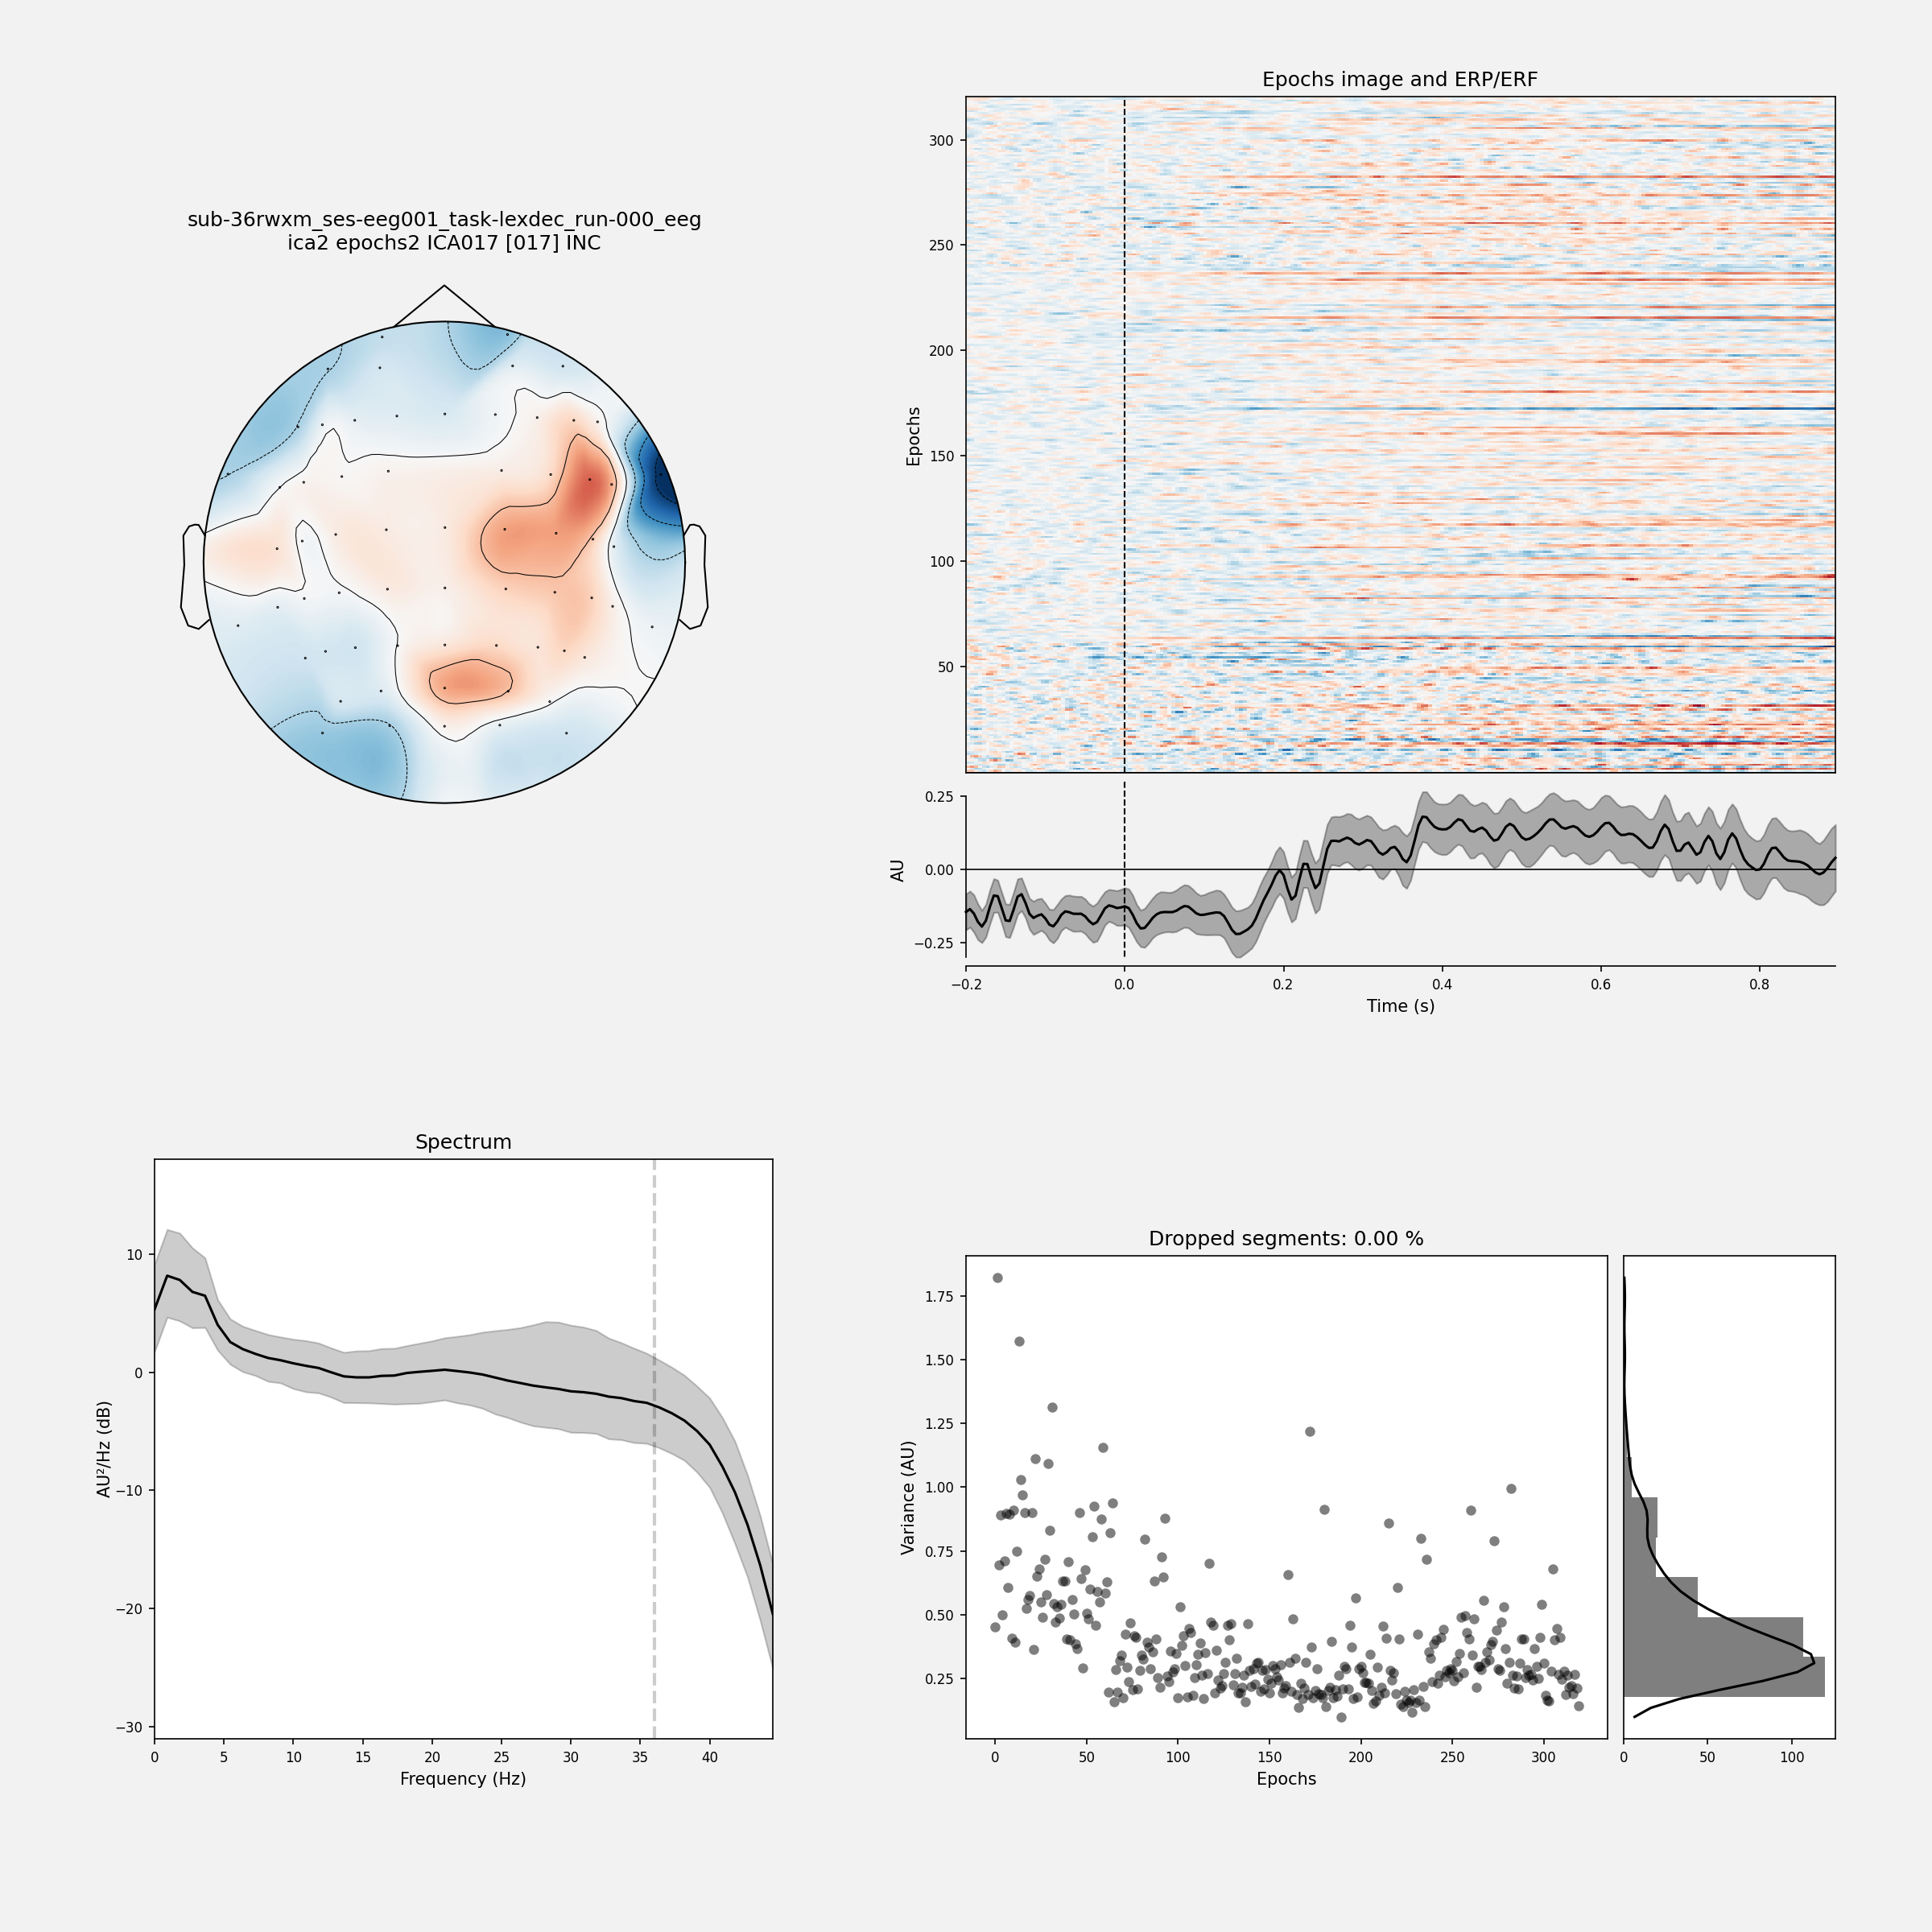 sub-36rwxm_ses-eeg001_task-lexdec_run-000_eeg
ica2 epochs2 ICA017 [017] INC
Epochs image and ERP/ERF
Epochs
300
250
200
150
100
50
AU
0.25
0.00
−0.25
−0.2 0.0 0.2 0.4 0.6 0.8
Time (s)
Spectrum
AU²/Hz (dB)
10
0
−10
−20
−30
0 5 10 15 20 25 30 35 40
Frequency (Hz)
Dropped segments: 0.00 %
Variance (AU)
1.75
1.50
1.25
1.00
0.75
0.50
0.25
0 50 100 150 200 250 300
Epochs
0 50 100